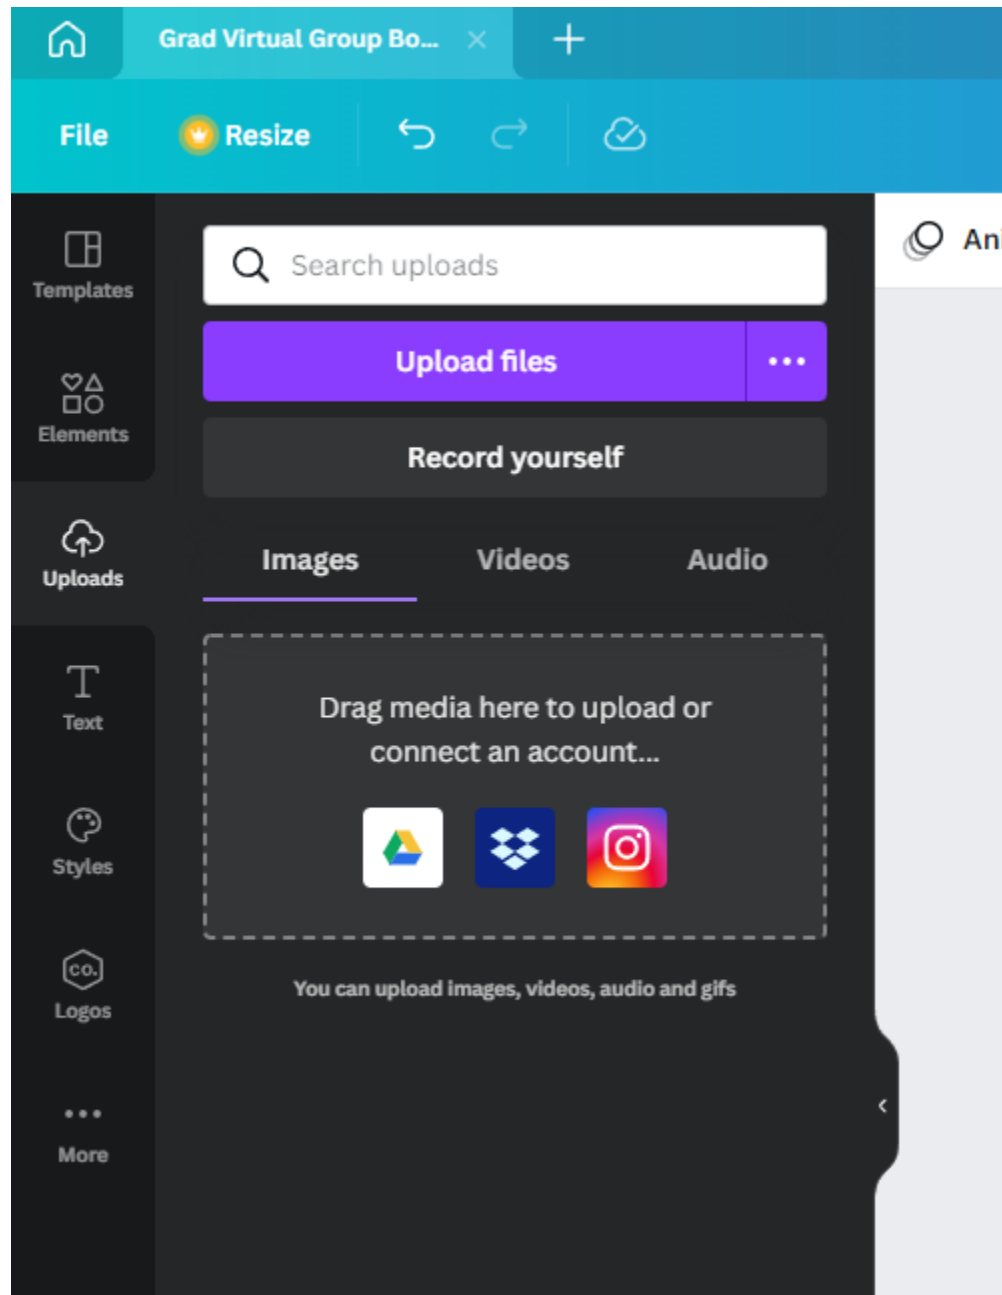 Grad Virtual Group Bo...
File
Resize
Templates
Elements
Uploads
Text
Styles
CO.
Logos
More
Search uploads
Upload files
Record yourself
Images Videos Audio
Drag media here to upload or
connect an account...
You can upload images, videos, audio and gifs
Ani